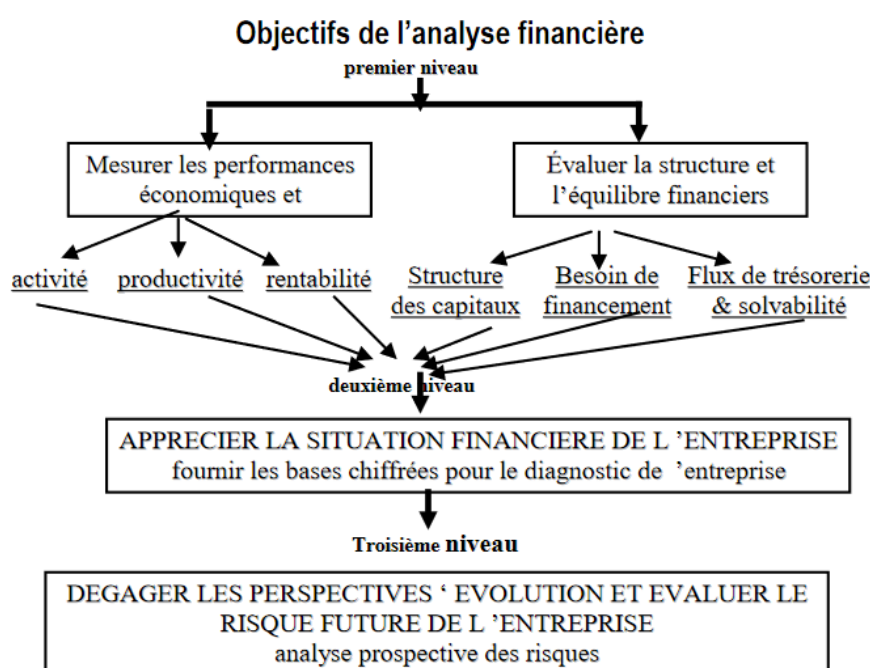 Objectifs de l'analyse financière
premier niveau
Mesurer les performances
économiques et
Évaluer la structure et
l'équilibre financiers
activité
productivité
rentabilité
Structure
des capitaux
Besoin de
financement
Flux de trésorerie
& solvabilité
deuxième niveau
APPRECIER LA SITUATION FINANCIERE DE L 'ENTREPRISE
fournir les bases chiffrées pour le diagnostic de 'entreprise
Troisième niveau
DEGAGER LES PERSPECTIVES ‘ EVOLUTION ET EVALUER LE
RISQUE FUTURE DE L 'ENTREPRISE
analyse prospective des risques